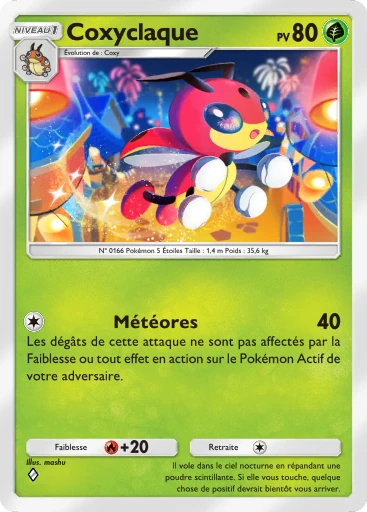 NIVEAU 1
Coxyclaque
PV 80
Évolution de : Coxy
N° 0166 Pokémon 5 Étoiles Taille : 1,4 m Poids : 35,6 kg
Météores 40
Les dégâts de cette attaque ne sont pas affectés par la
Faiblesse ou tout effet en action sur le Pokémon Actif de
votre adversaire.
Faiblesse +20 Retraite
Illus. mashu
Il vole dans le ciel nocturne en répandant une
poudre scintillante. Si elle vous touche, quelque
chose de positif devrait bientôt vous arriver.